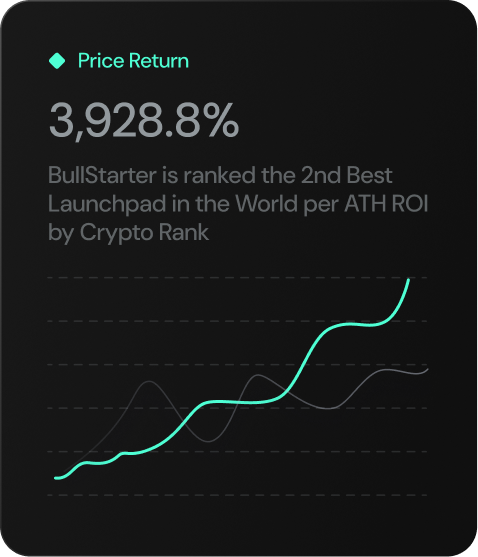 Price Return
3,928.8%
BullStarter is ranked the 2nd Best
Launchpad in the World per ATH ROI
by Crypto Rank